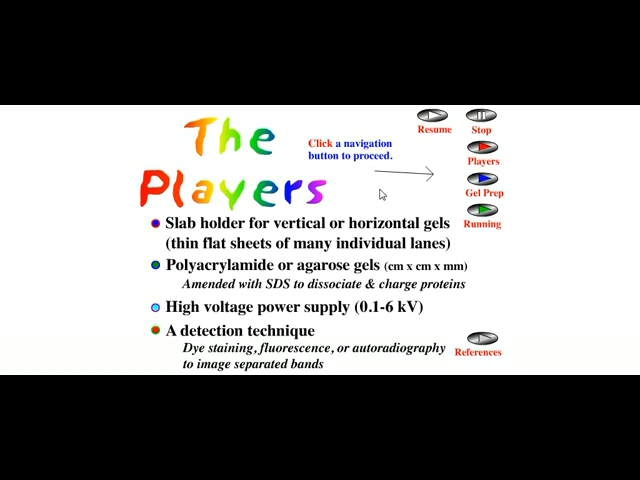 The
Players
Click a navigation
button to proceed.
Resume
Stop
Players
Gel Prep
Running
Slab holder for vertical or horizontal gels
(thin flat sheets of many individual lanes)
Polyacrylamide or agarose gels (cm x cm x mm)
Amended with SDS to dissociate & charge proteins
High voltage power supply (0.1-6 kV)
A detection technique
Dye staining, fluorescence, or autoradiography
to image separated bands
References